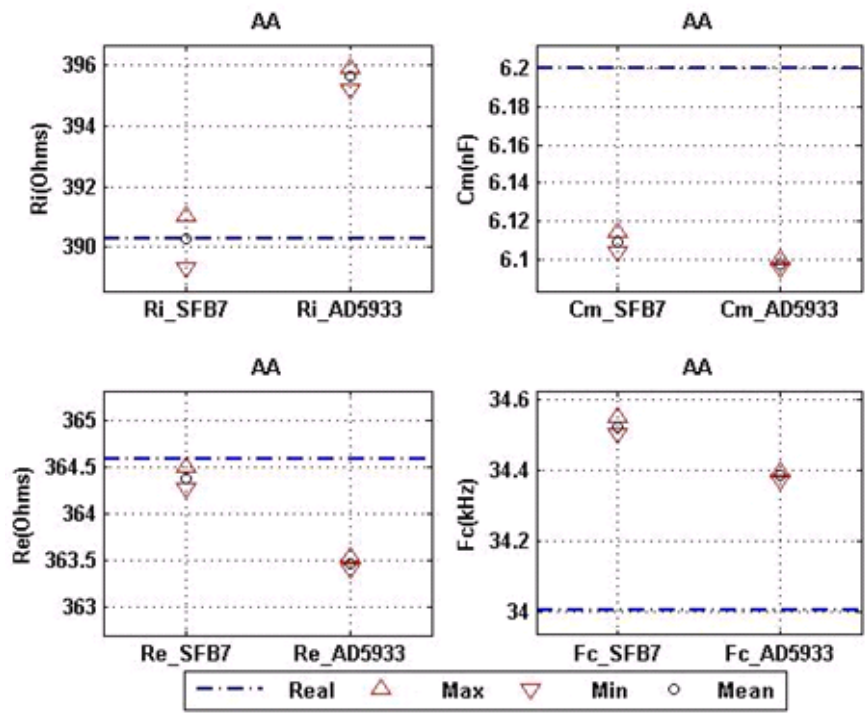 AA
Ri(Ohms)
396
394
392
390
Ri_SFB7 Ri_AD5933
AA
Cm(nF)
6.2
6.180
6.16
6.14
6.120
6.1
Cm_SFB7 Cm_AD5933
AA
Re(Ohms)
365
364.5
364
363.5
363
Re_SFB7 Re_AD5933
AA
Fc(kHz)
34.6
34.4
34.2
34
Fc_SFB7 Fc_AD5933
Real Max Min Mean